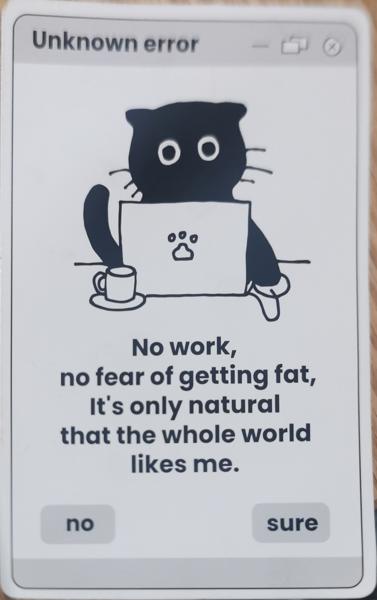 Unknown error
No work,
no fear of getting fat,
It's only natural
that the whole world
likes me.
no
sure